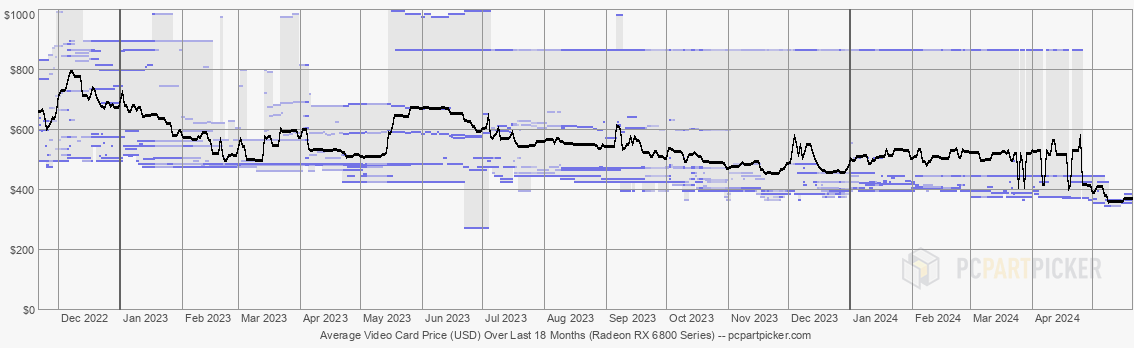 $1000
$800
$600
$400
$200
$0
Dec 2022 Jan 2023 Feb 2023 Mar 2023 Apr 2023 May 2023 Jun 2023 Jul 2023 Aug 2023 Sep 2023 Oct 2023 Nov 2023 Dec 2023 Jan 2024 Feb 2024 Mar 2024 Apr 2024
PCPARTPICKER
Average Video Card Price (USD) Over Last 18 Months (Radeon RX 6800 Series) -- pcpartpicker.com